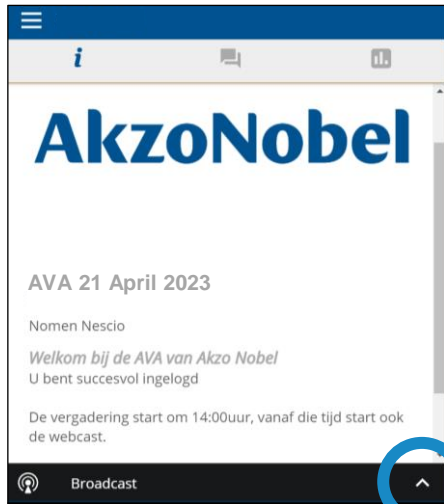 i
AkzoNobel
AVA 21 April 2023
Nomen Nescio
Welkom bij de AVA van Akzo Nobel
U bent succesvol ingelogd
De vergadering start om 14:00uur, vanaf die tijd start ook
de webcast.
Broadcast